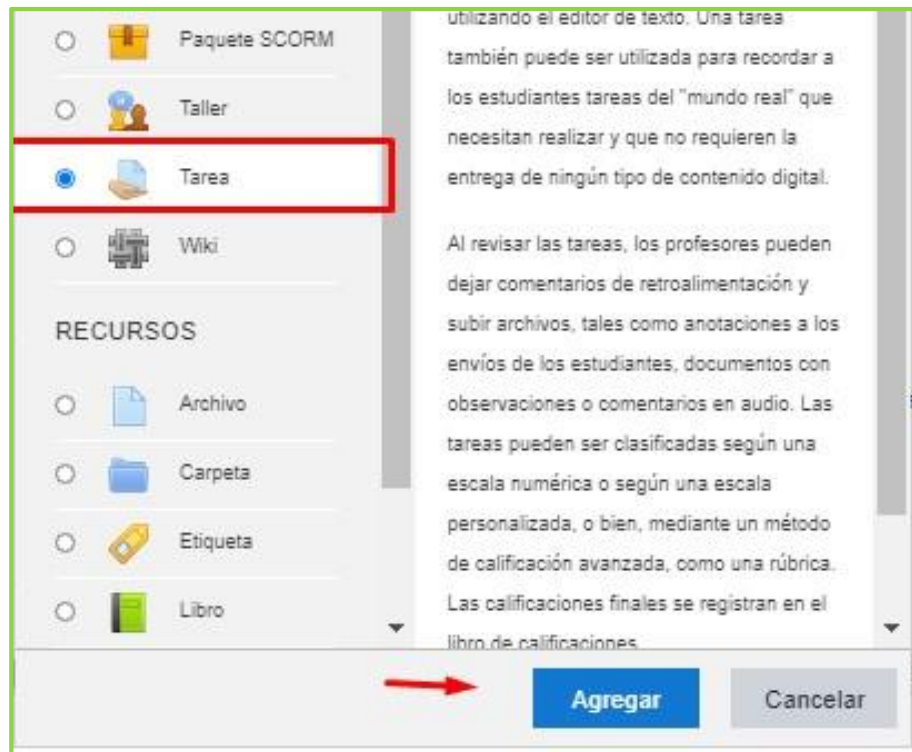 Paquete SCORM
Taller
Tarea
Wiki
RECURSOS
Archivo
Carpeta
Etiqueta
Libro
utilizando el editor de texto. Una tarea
también puede ser utilizada para recordar a
los estudiantes tareas del "mundo real" que
necesitan realizar y que no requieren la
entrega de ningún tipo de contenido digital.
Al revisar las tareas, los profesores pueden
dejar comentarios de retroalimentación y
subir archivos, tales como anotaciones a los
envíos de los estudiantes, documentos con
observaciones o comentarios en audio. Las
tareas pueden ser clasificadas según una
escala numérica o según una escala
personalizada, o bien, mediante un método
de calificación avanzada, como una rúbrica.
Las calificaciones finales se registran en el
libro de calificaciones.
Agregar
Cancelar